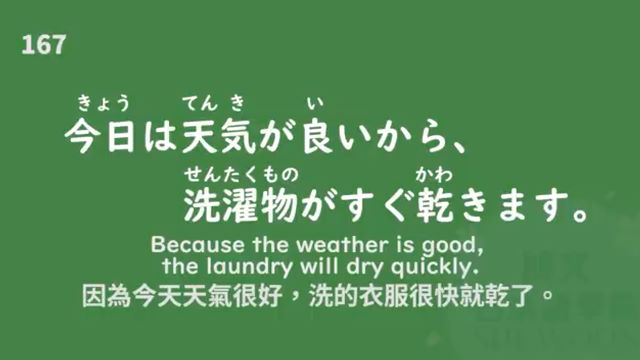 167
きょう てんき い
今日は天気が良いから、
せんたくもの かわ
洗濯物がすぐ乾きます。
Because the weather is good,
the laundry will dry quickly.
因為今天天氣很好，洗的衣服很快就乾了。